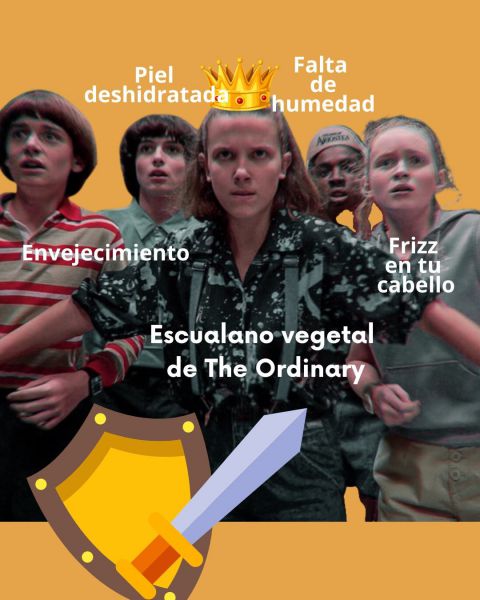 Piel
deshidratada
Falta
de
humedad
Envejecimiento
Frizz
en tu
cabello
Escualano vegetal
de The Ordinary